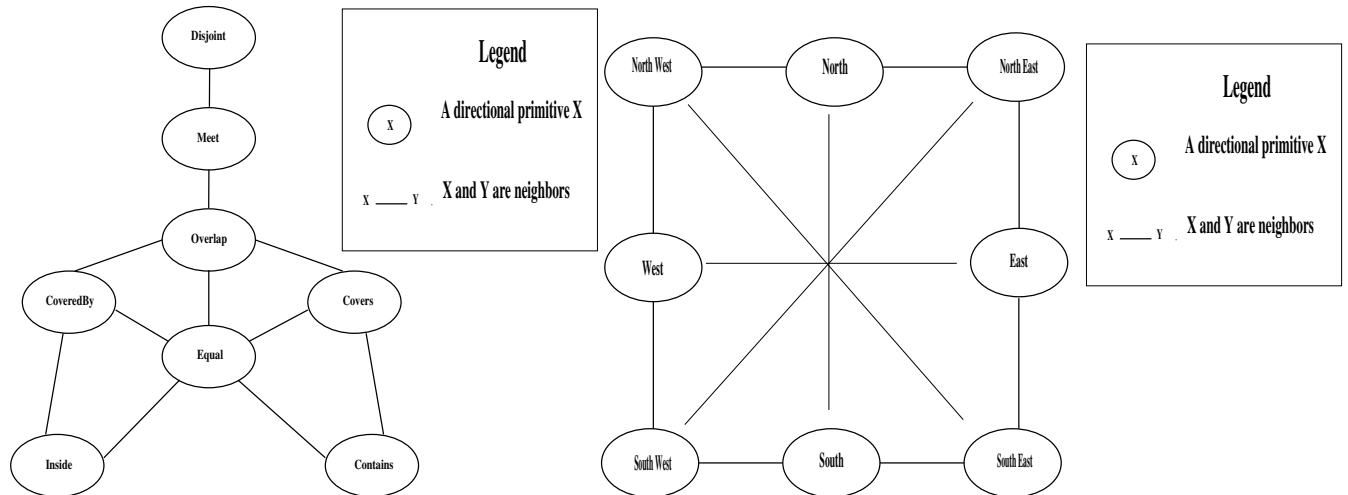 Disjoint
Meet
Overlap
CoveredBy
Covers
Equal
Inside
Contains
Legend
X
A directional primitive X
X Y .
X and Y are neighbors
North West
North
North East
West
East
South West
South
South East
Legend
X
A directional primitive X
X Y .
X and Y are neighbors